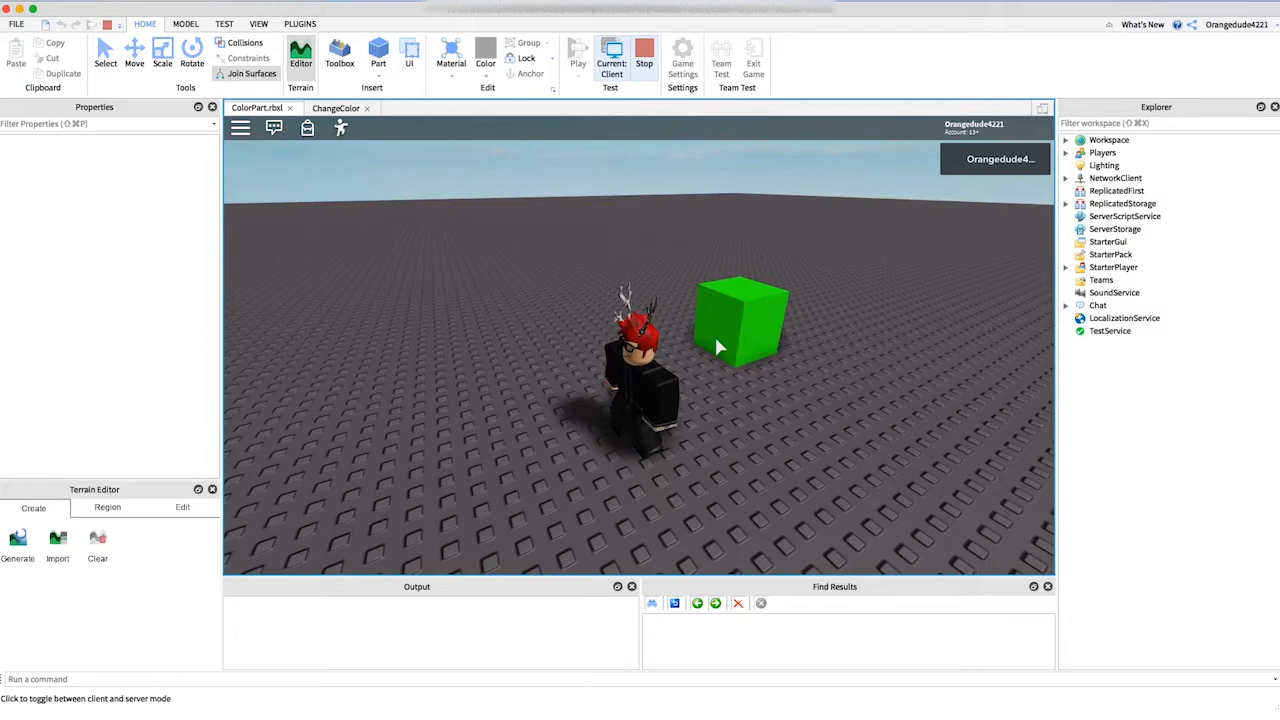 FILE HOME MODEL TEST VIEW PLUGINS What's New Orangedude4221
Paste Copy Cut Duplicate Clipboard
Select Move Scale Rotate Collisions Constraints Join Surfaces Tools
Editor Terrain
Toolbox Part UI Insert
Material Color Group Lock Anchor Edit
Play Current: Client Stop Test
Game Settings Settings
Team Test Exit Game Team Test
Properties
Filter Properties (⇧⌘P)
ColorPart.rbxl ChangeColor
Orangedude4221
Account: 13+
Orangedude4...
Explorer
Filter workspace (⇧⌘X)
Workspace
Players
Lighting
NetworkClient
ReplicatedFirst
ReplicatedStorage
ServerScriptService
ServerStorage
StarterGui
StarterPack
StarterPlayer
Teams
SoundService
Chat
LocalizationService
TestService
Terrain Editor
Create Region Edit
Generate Import Clear
Output
Find Results
Run a command
Click to toggle between client and server mode